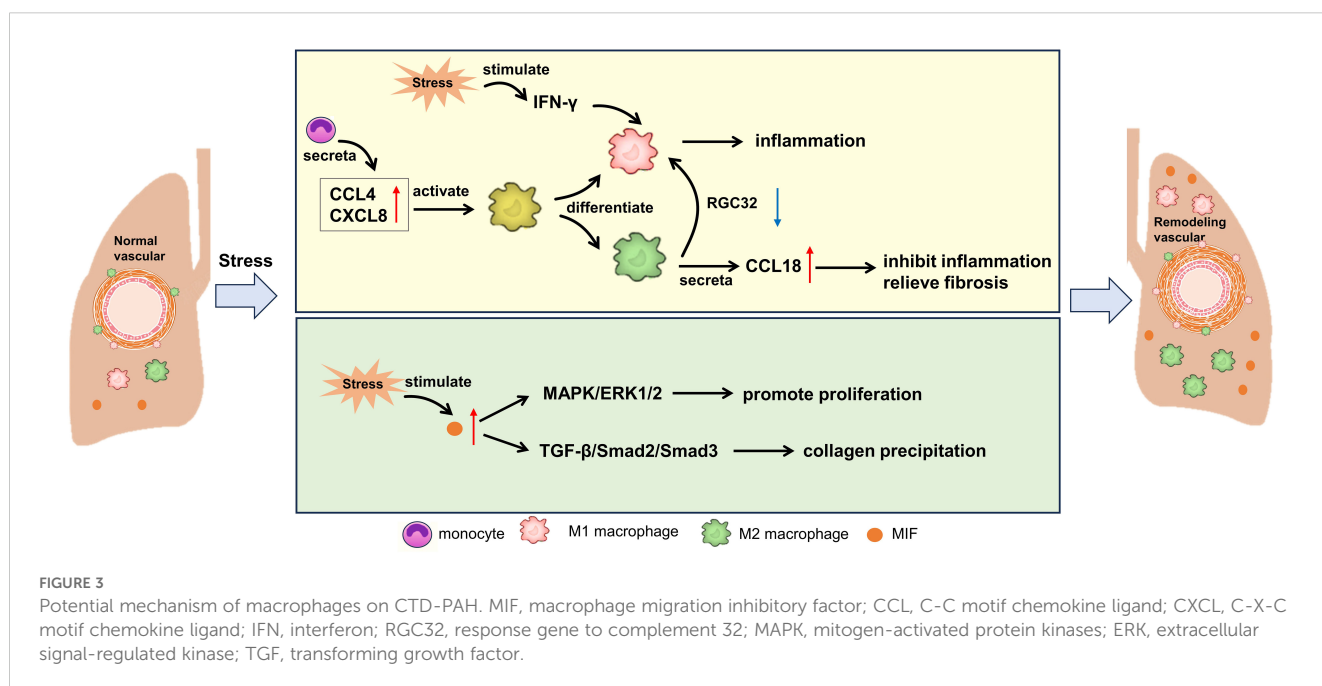 Stress
stimulate
IFN-γ
secreta
CCL4
CXCL8
activate
differentiate
inflammation
RGC32
secreta
CCL18
inhibit inflammation
relieve fibrosis
Normal
vascular
Stress
Remodeling
vascular
Stress
stimulate
MAPK/ERK1/2
promote proliferation
TGF-β/Smad2/Smad3
collagen precipitation
monocyte
M1 macrophage
M2 macrophage
MIF
FIGURE 3
Potential mechanism of macrophages on CTD-PAH. MIF, macrophage migration inhibitory factor; CCL, C-C motif chemokine ligand; CXCL, C-X-C
motif chemokine ligand; IFN, interferon; RGC32, response gene to complement 32; MAPK, mitogen-activated protein kinases; ERK, extracellular
signal-regulated kinase; TGF, transforming growth factor.